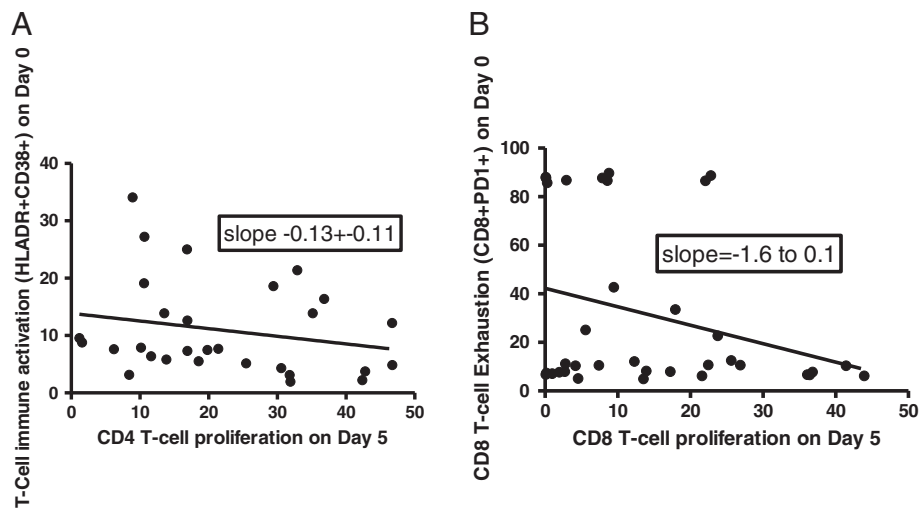 A
T-Cell immune activation (HLADR+CD38+) on Day 0
40
30
20
10
0
slope -0.13+-0.11
0 10 20 30 40 50
CD4 T-cell proliferation on Day 5
B
CD8 T-cell Exhaustion (CD8+PD1+) on Day 0
100
80
60
40
20
0
slope=-1.6 to 0.1
0 10 20 30 40 50
CD8 T-cell proliferation on Day 5